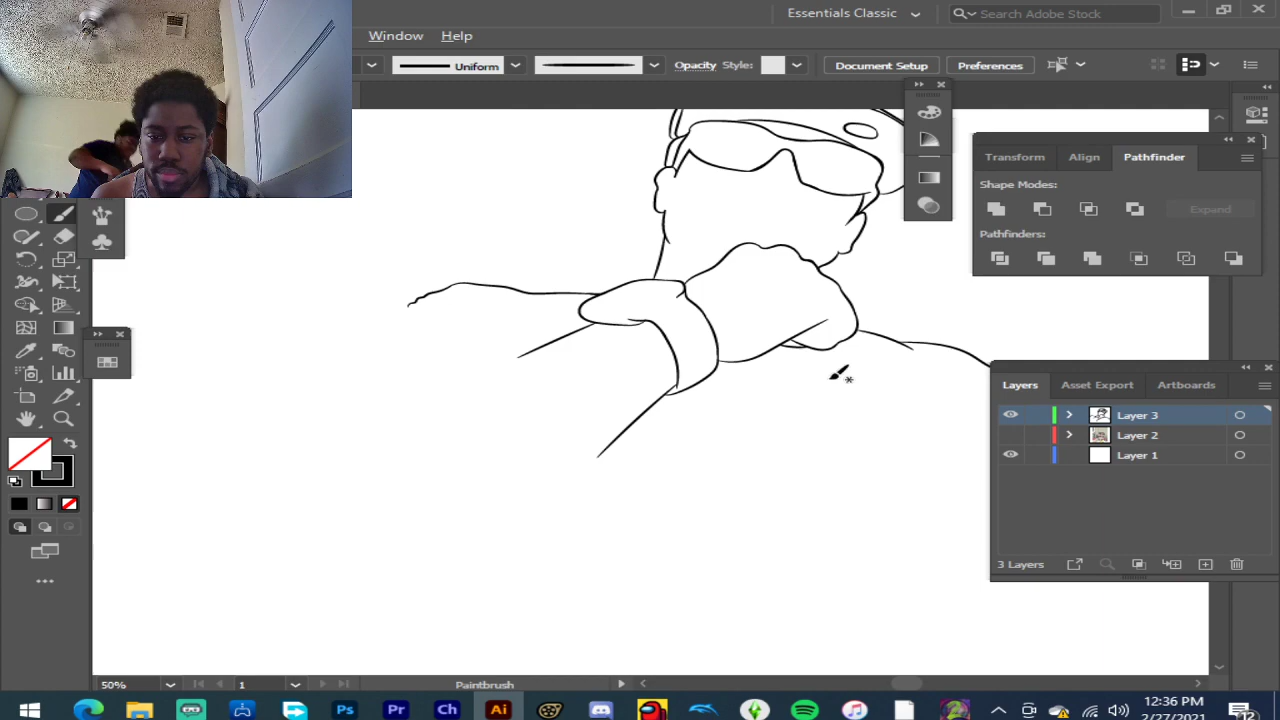 Essentials Classic
Search Adobe Stock
Window Help
Uniform
Opacity Style:
Document Setup
Preferences
Transform Align Pathfinder
Shape Modes:
Expand
Pathfinders:
Layers Asset Export Artboards
Layer 3
Layer 2
Layer 1
3 Layers
50%
1
Paintbrush
Ps
Pr
Ch
Ai
12:36 PM
2/27/2021
2